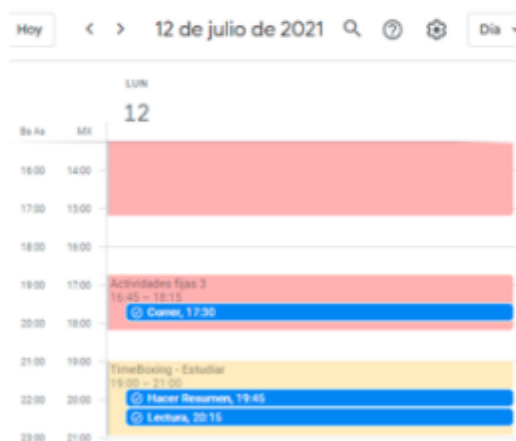 Hoy 12 de julio de 2021 Día
LUN
12
Bs As MX
16:00 14:00
17:00 15:00
18:00 16:00
19:00 17:00 Actividades fijas 3
16:45 – 18:15
Correr, 17:30
20:00 18:00
21:00 19:00
TimeBoxing - Estudiar
19:00 – 21:00
22:00 20:00 Hacer Resumen, 19:45
Lectura, 20:15
23:00 21:00